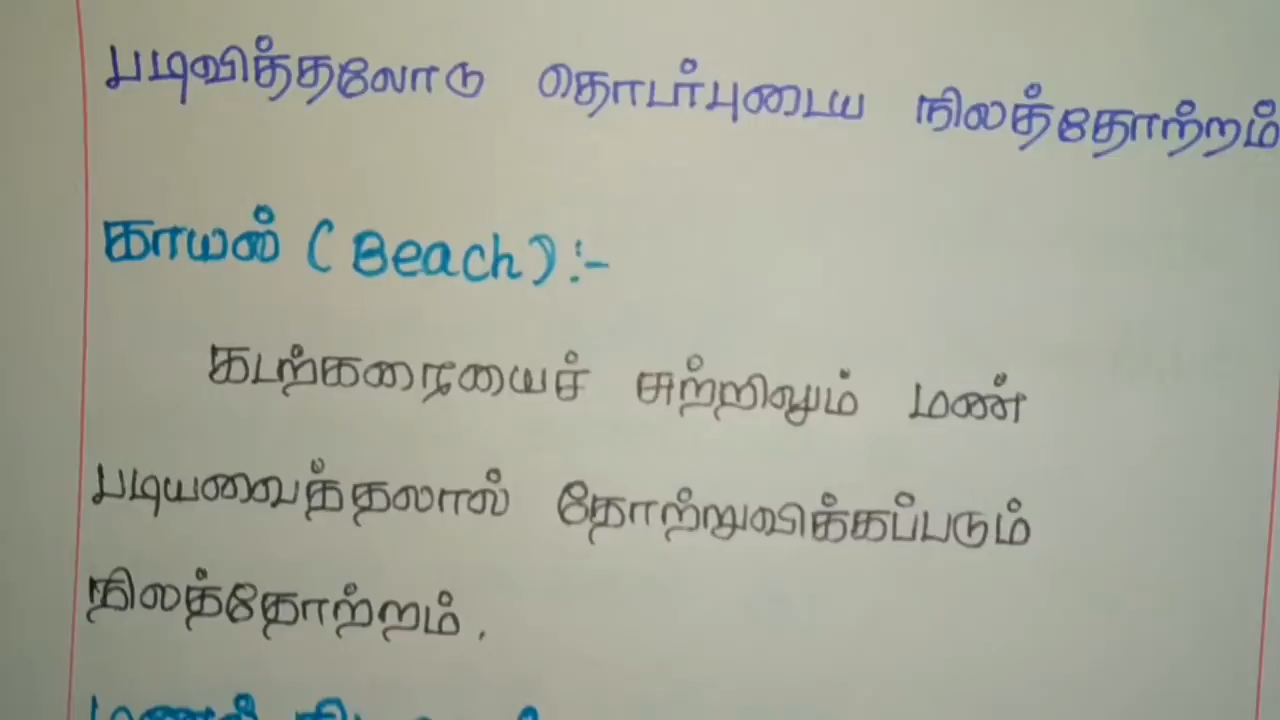 படிவித்தலோடு தொடர்புடைய நிலத்தோற்றம்
காயல் (Beach) :-
கடற்கரையைச் சுற்றிலும் மண்
படியவைத்தலால் தோற்றுவிக்கப்படும்
நிலத்தோற்றம்.